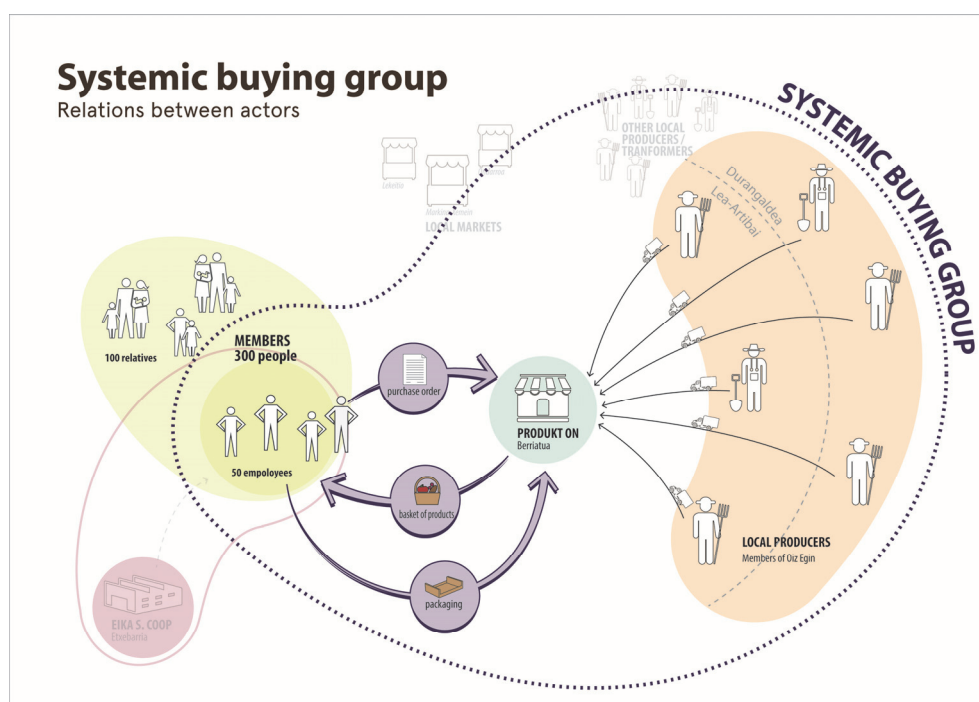 Systemic buying group
Relations between actors
SYSTEMIC BUYING GROUP
OTHER LOCAL
PRODUCERS /
TRANFORMERS
Lekeitio
LOCAL MARKETS
Durangaldea
Lea-Artibai
100 relatives
MEMBERS
300 people
50 empoloyees
purchase order
basket of products
packaging
PRODUKT ON
Berriatua
LOCAL PRODUCERS
Members of Oiz Egin
EIKA S. COOP
Etxebarria